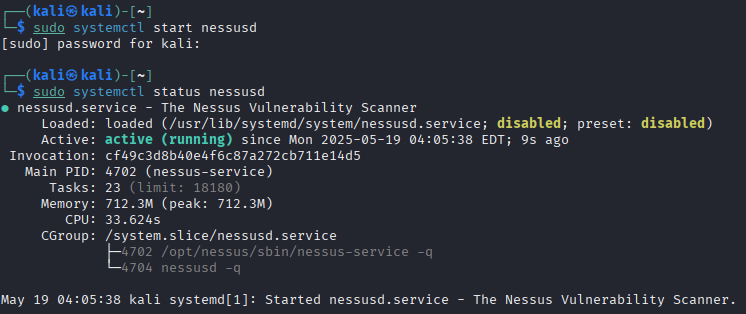 ┌──(kali㉿kali)-[~]
└─$ sudo systemctl start nessusd
[sudo] password for kali:
┌──(kali㉿kali)-[~]
└─$ sudo systemctl status nessusd
● nessusd.service - The Nessus Vulnerability Scanner
     Loaded: loaded (/usr/lib/systemd/system/nessusd.service; disabled; preset: disabled)
     Active: active (running) since Mon 2025-05-19 04:05:38 EDT; 9s ago
 Invocation: cf49c3d8b40e4f6c87a272cb711e14d5
   Main PID: 4702 (nessus-service)
      Tasks: 23 (limit: 18180)
     Memory: 712.3M (peak: 712.3M)
        CPU: 33.624s
     CGroup: /system.slice/nessusd.service
             ├─4702 /opt/nessus/sbin/nessus-service -q
             └─4704 nessusd -q
May 19 04:05:38 kali systemd[1]: Started nessusd.service - The Nessus Vulnerability Scanner.